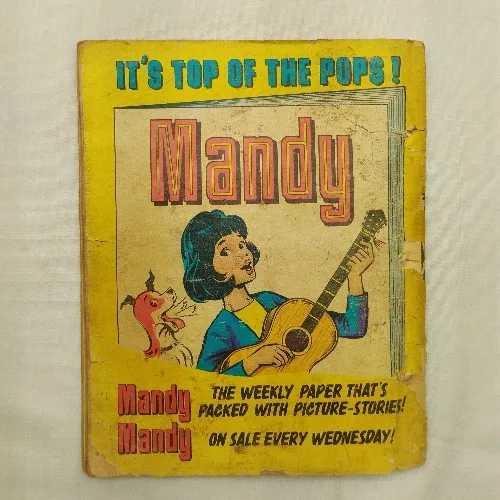 IT'S TOP OF THE POPS!
Mandy
Mandy THE WEEKLY PAPER THAT'S
PACKED WITH PICTURE-STORIES!
Mandy ON SALE EVERY WEDNESDAY!